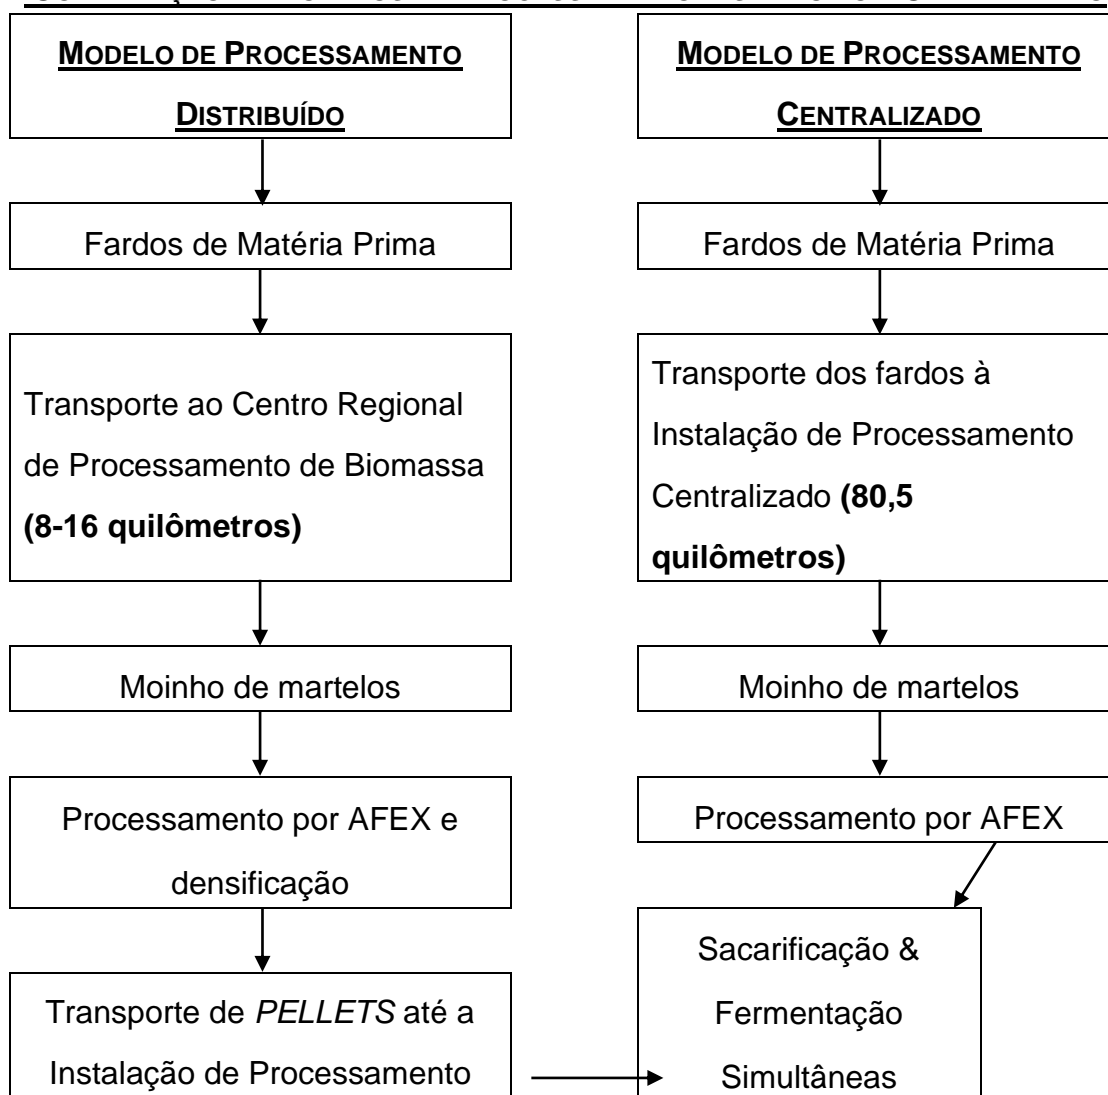 MODELO DE PROCESSAMENTO
DISTRIBUÍDO
Fardos de Matéria Prima
Transporte ao Centro Regional
de Processamento de Biomassa
(8-16 quilômetros)
Moinho de martelos
Processamento por AFEX e
densificação
Transporte de PELLETS até a
Instalação de Processamento
MODELO DE PROCESSAMENTO
CENTRALIZADO
Fardos de Matéria Prima
Transporte dos fardos à
Instalação de Processamento
Centralizado (80,5
quilômetros)
Moinho de martelos
Processamento por AFEX
Sacarificação &
Fermentação
Simultâneas